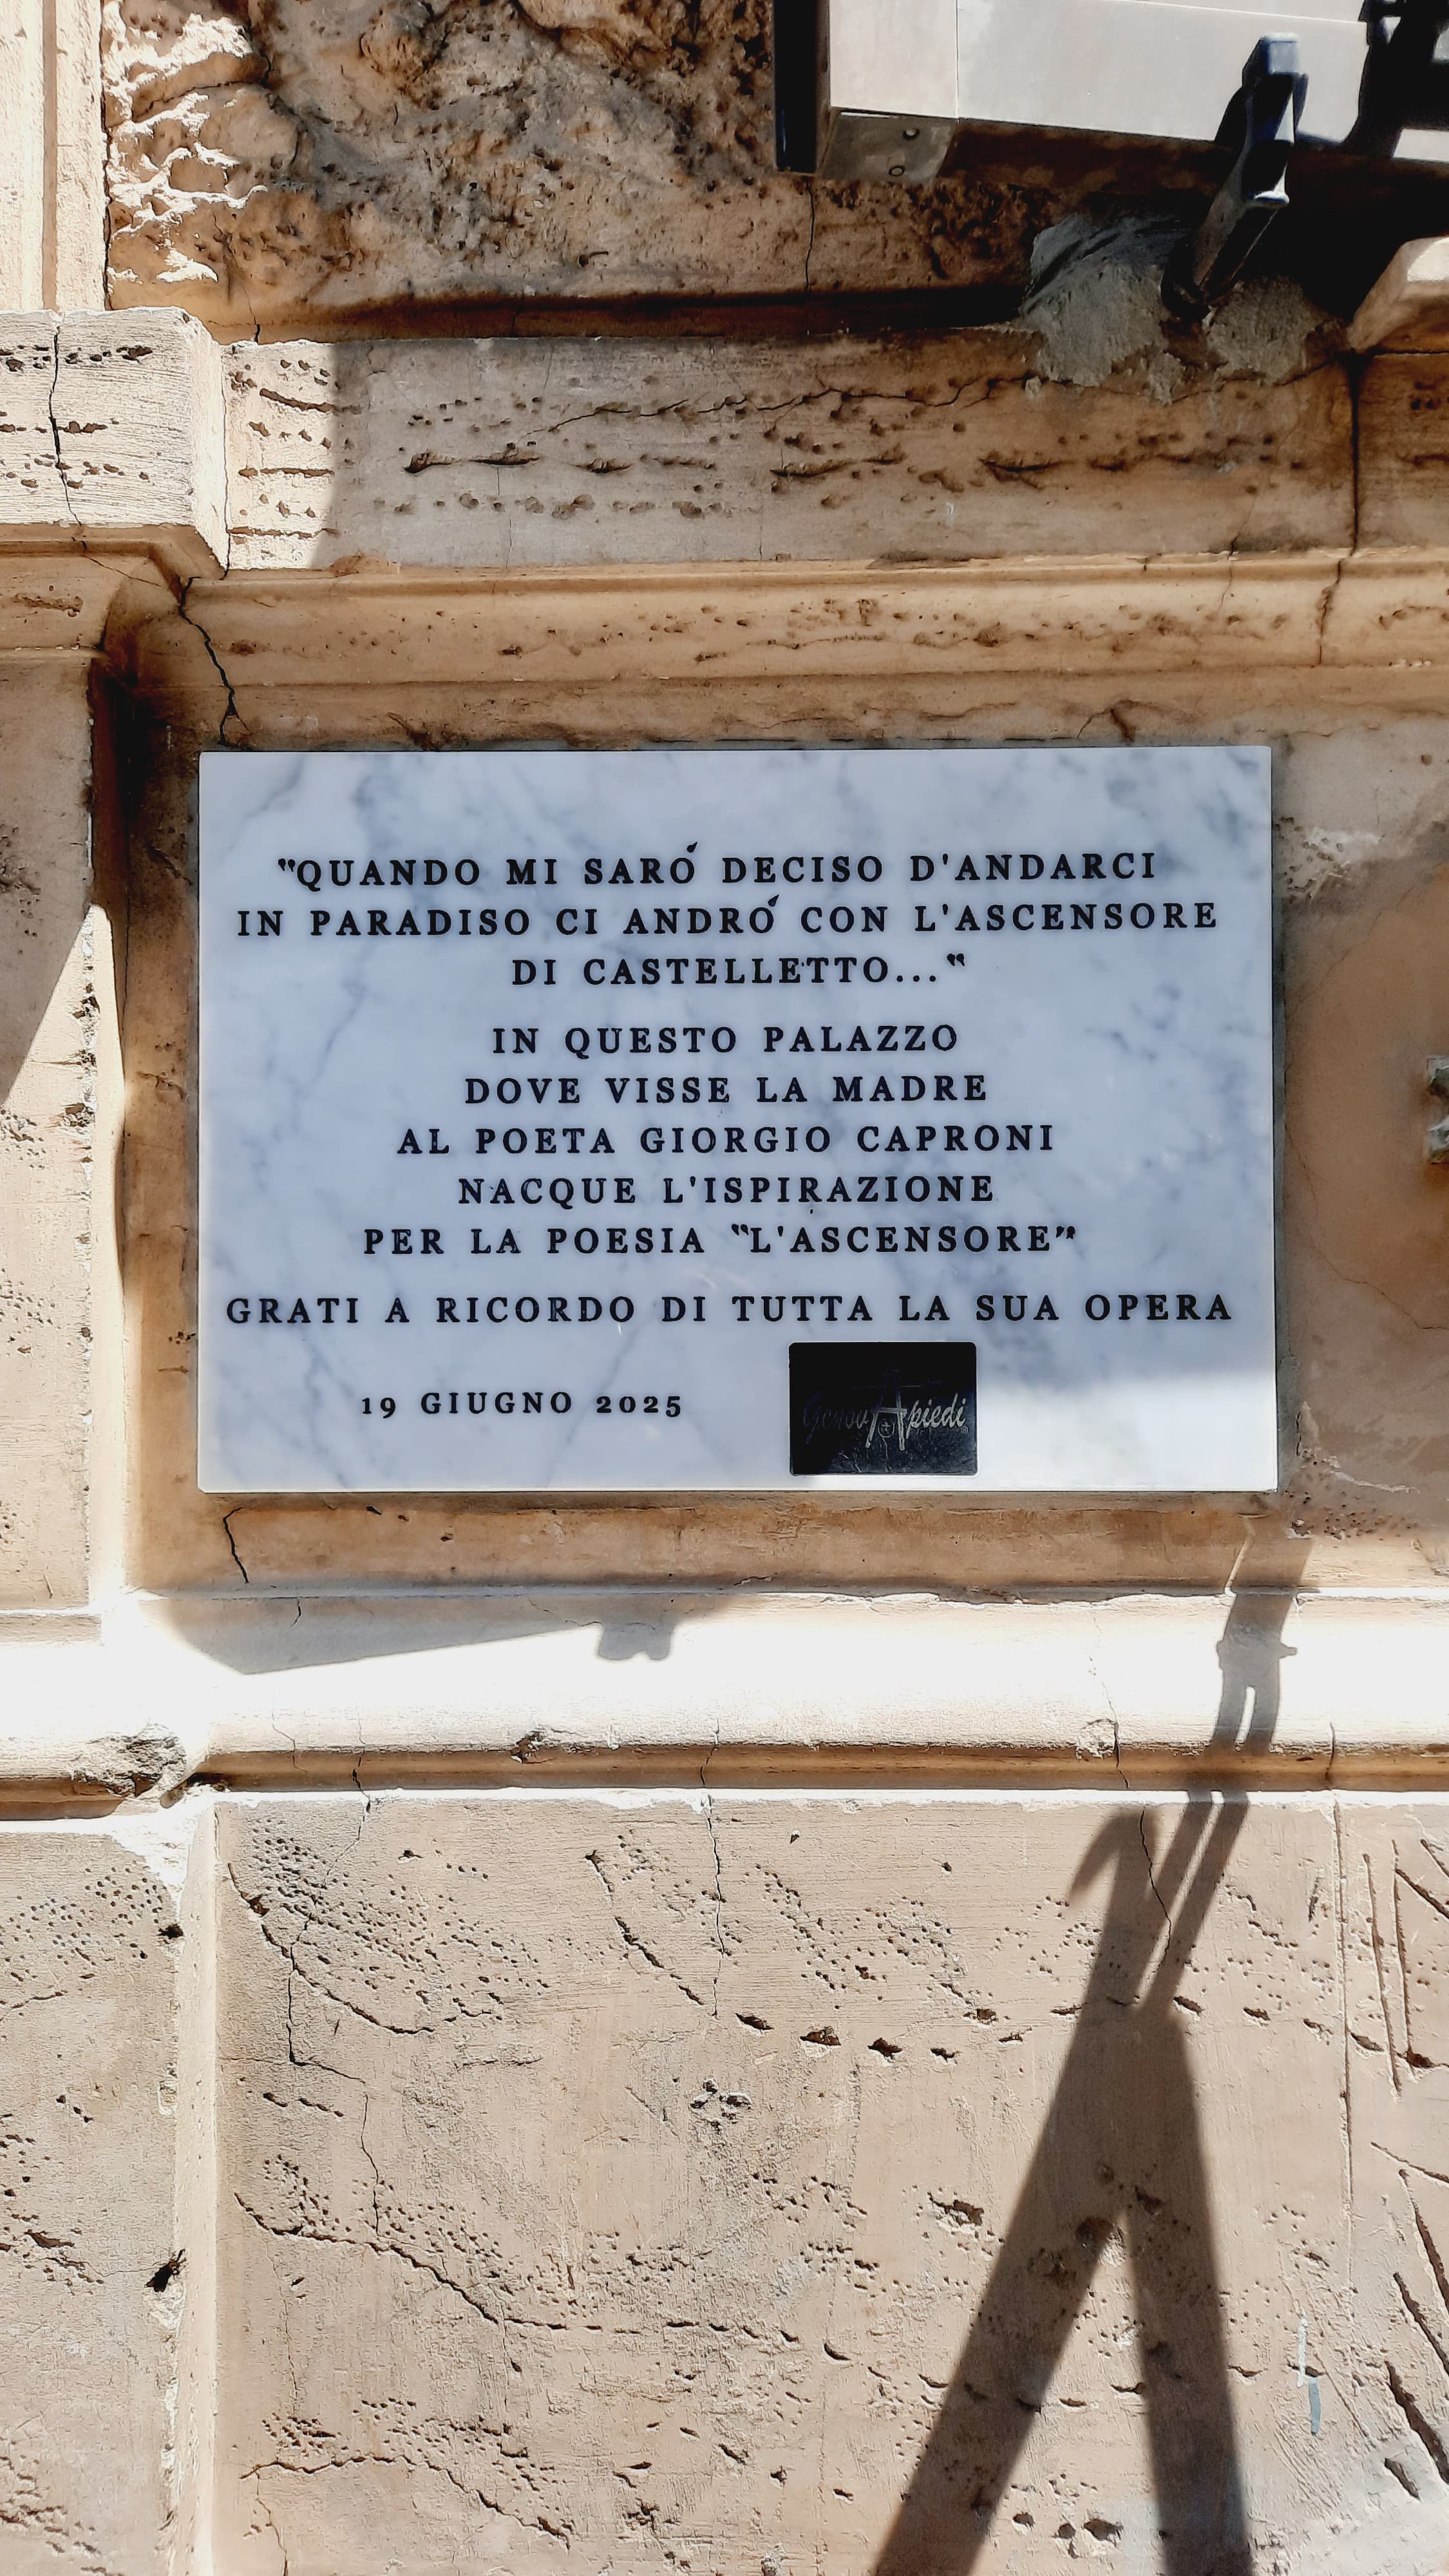 "QUANDO MI SARÓ DECISO D'ANDARCI
IN PARADISO CI ANDRÓ CON L'ASCENSORE
DI CASTELLETTO..."
IN QUESTO PALAZZO
DOVE VISSE LA MADRE
AL POETA GIORGIO CAPRONI
NACQUE L'ISPIRAZIONE
PER LA POESIA "L'ASCENSORE"
GRATI A RICORDO DI TUTTA LA SUA OPERA
19 GIUGNO 2025
GenovApiedi